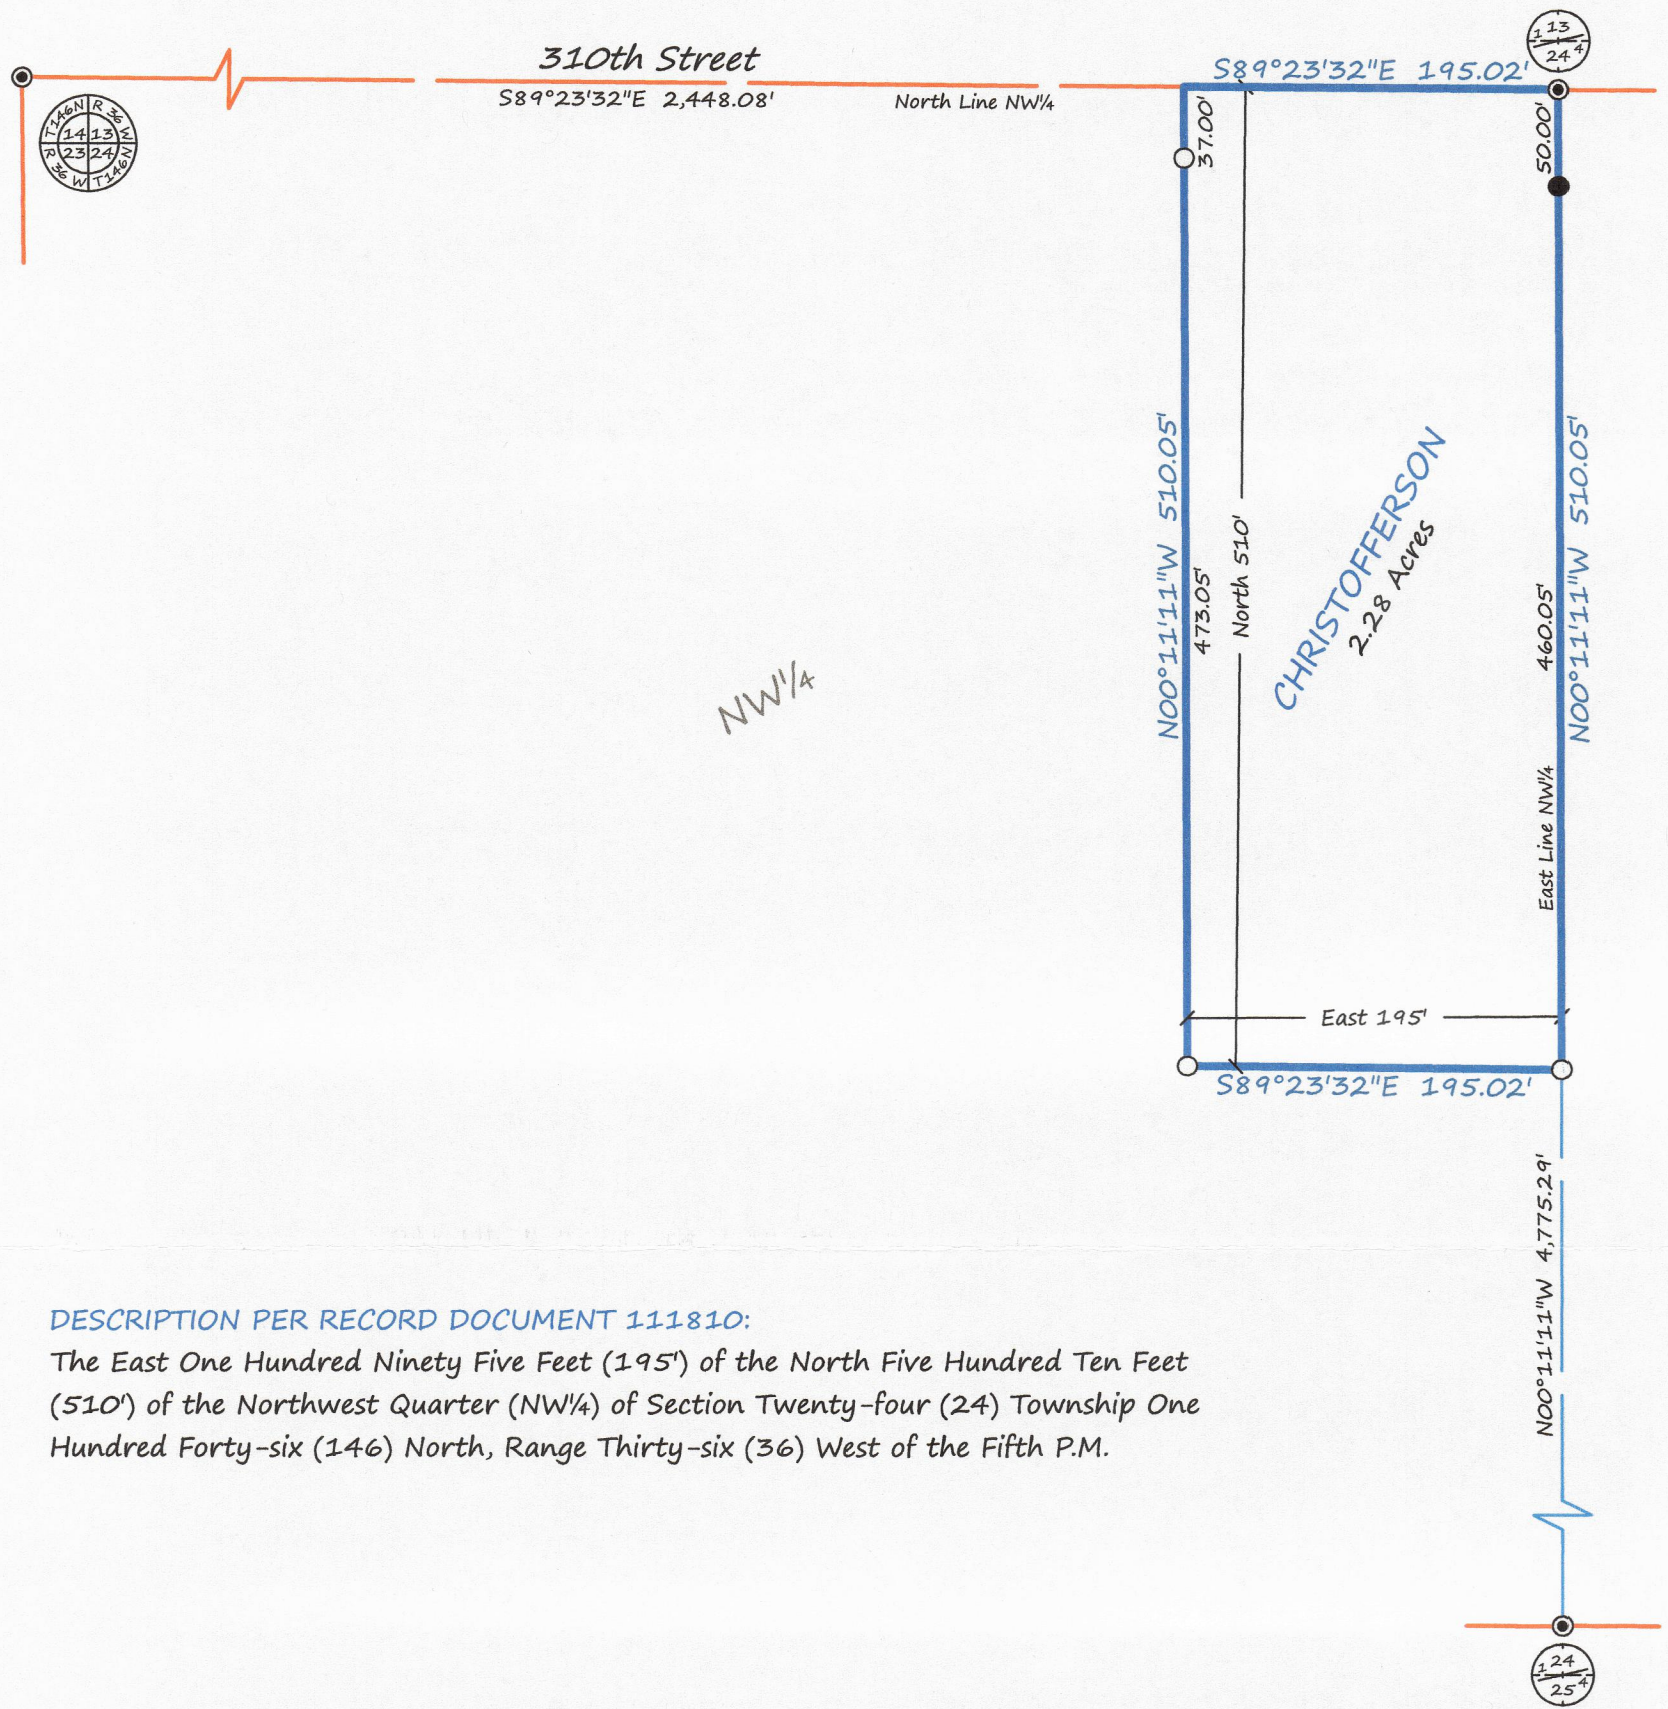 310th Street
S89°23'32"E 2,448.08'
North Line NW¼
S89°23'32"E 195.02'
1 13
24 4
T146N R 36 W
14 13
23 24
R 36 W T146N
37.00'
50.00'
N00°11'11"W 510.05'
473.05'
North 510'
CHRISTOFFERSON
2.28 Acres
460.05'
N00°11'11"W 510.05'
East Line NW¼
NW¼
East 195'
S89°23'32"E 195.02'
N00°11'11"W 4,775.29'
DESCRIPTION PER RECORD DOCUMENT 111810:
The East One Hundred Ninety Five Feet (195') of the North Five Hundred Ten Feet
(510') of the Northwest Quarter (NW¼) of Section Twenty-four (24) Township One
Hundred Forty-six (146) North, Range Thirty-six (36) West of the Fifth P.M.
1 24
25 4